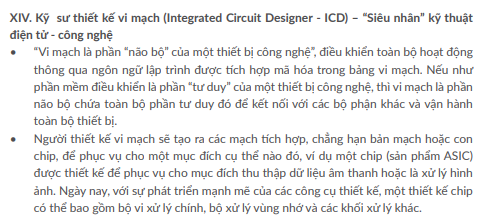 XIV. Kỹ sư thiết kế vi mạch (Integrated Circuit Designer - ICD) – “Siêu nhân” kỹ thuật
điện tử - công nghệ
• “Vi mạch là phần “não bộ” của một thiết bị công nghệ”, điều khiển toàn bộ hoạt động
thông qua ngôn ngữ lập trình được tích hợp mã hóa trong bảng vi mạch. Nếu như
phần mềm điều khiển là phần “tư duy” của một thiết bị công nghệ, thì vi mạch là phần
não bộ chứa toàn bộ phần tư duy đó để kết nối với các bộ phận khác và vận hành
toàn bộ thiết bị.
• Người thiết kế vi mạch sẽ tạo ra các mạch tích hợp, chẳng hạn bản mạch hoặc con
chip, để phục vụ cho một mục đích cụ thể nào đó, ví dụ một chip (sản phẩm ASIC)
được thiết kế để phục vụ cho mục đích thu thập dữ liệu âm thanh hoặc là xử lý hình
ảnh. Ngày nay, với sự phát triển mạnh mẽ của các công cụ thiết kế, một thiết kế chip
có thể bao gồm bộ vi xử lý chính, bộ xử lý vùng nhớ và các khối xử lý khác.